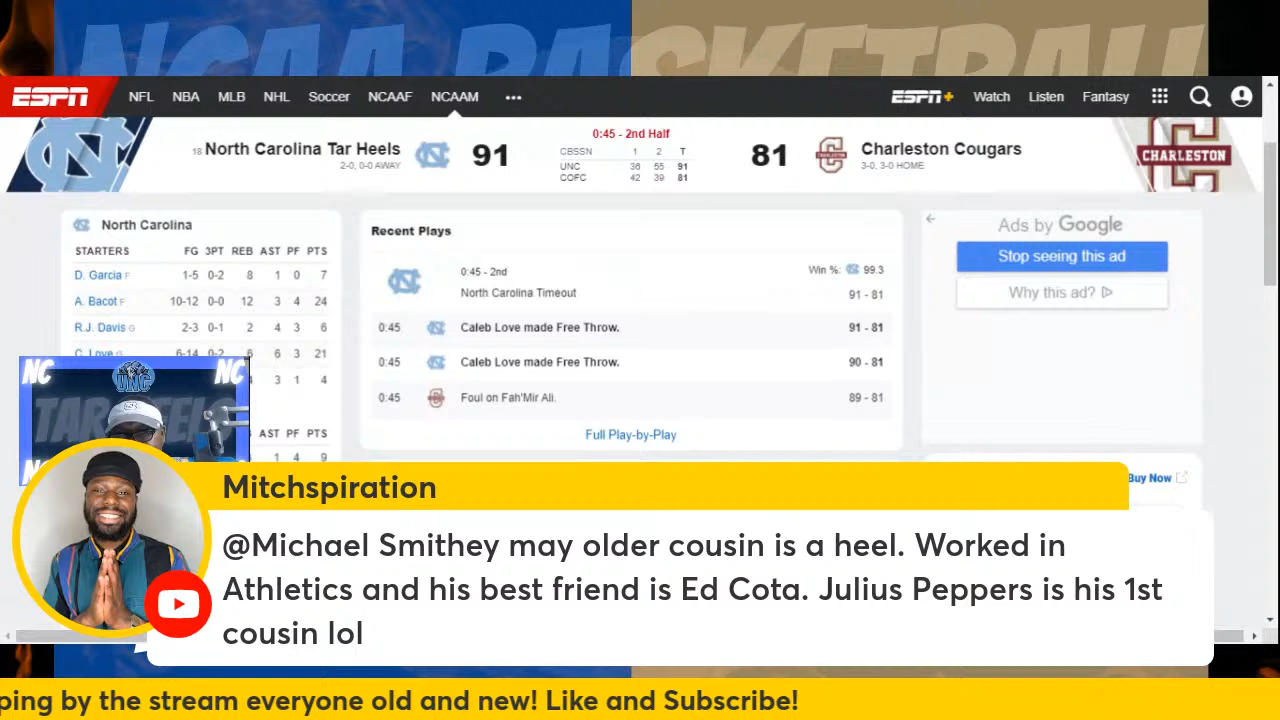 NCAA BASKETBALL
ESPN NFL NBA MLB NHL Soccer NCAAF NCAAM ••• ESPN+ Watch Listen Fantasy
18 North Carolina Tar Heels 91
2-0, 0-0 AWAY
0:45 - 2nd Half
CBSSN 1 2 T
UNC 36 55 91
COFC 42 39 81
81 CHARLESTON Charleston Cougars
3-0, 3-0 HOME
CHARLESTON
North Carolina
STARTERS FG 3PT REB AST PF PTS
D. Garcia F 1-5 0-2 8 1 0 7
A. Bacot F 10-12 0-0 12 3 4 24
R.J. Davis G 2-3 0-1 2 4 3 6
C. Love G 6-14 0-2 6 6 3 21
4 3 1 4
AST PF PTS
1 4 9
Recent Plays
0:45 - 2nd Win %: 99.3
North Carolina Timeout 91 - 81
0:45 Caleb Love made Free Throw. 91 - 81
0:45 Caleb Love made Free Throw. 90 - 81
0:45 Foul on Fah'Mir Ali. 89 - 81
Full Play-by-Play
Ads by Google
Stop seeing this ad
Why this ad?
Buy Now
NC NC
UNC
TAR HEELS
Mitchspiration
@Michael Smithey may older cousin is a heel. Worked in
Athletics and his best friend is Ed Cota. Julius Peppers is his 1st
cousin lol
ping by the stream everyone old and new! Like and Subscribe!